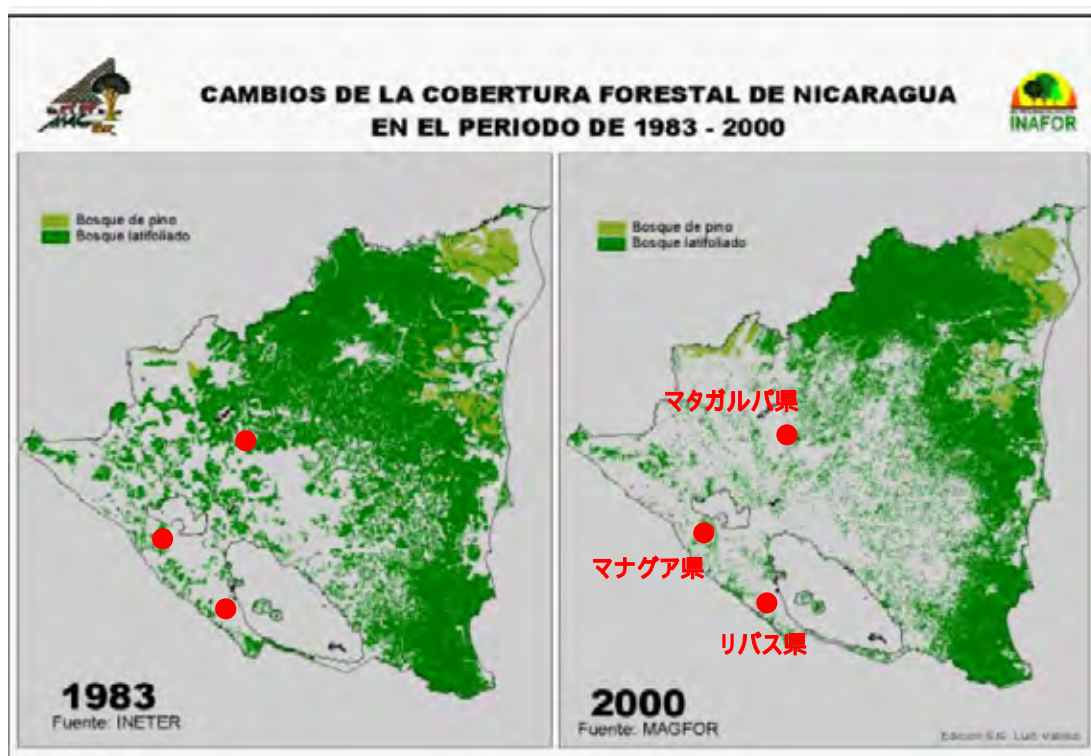 CAMBIOS DE LA COBERTURA FORESTAL DE NICARAGUA
EN EL PERIODO DE 1983 - 2000
INAFOR
Bosque de pino
Bosque latifoliado
1983
Fuente: INETER
Bosque de pino
Bosque latifoliado
マタガルパ県
マナグア県
リバス県
2000
Fuente: MAGFOR